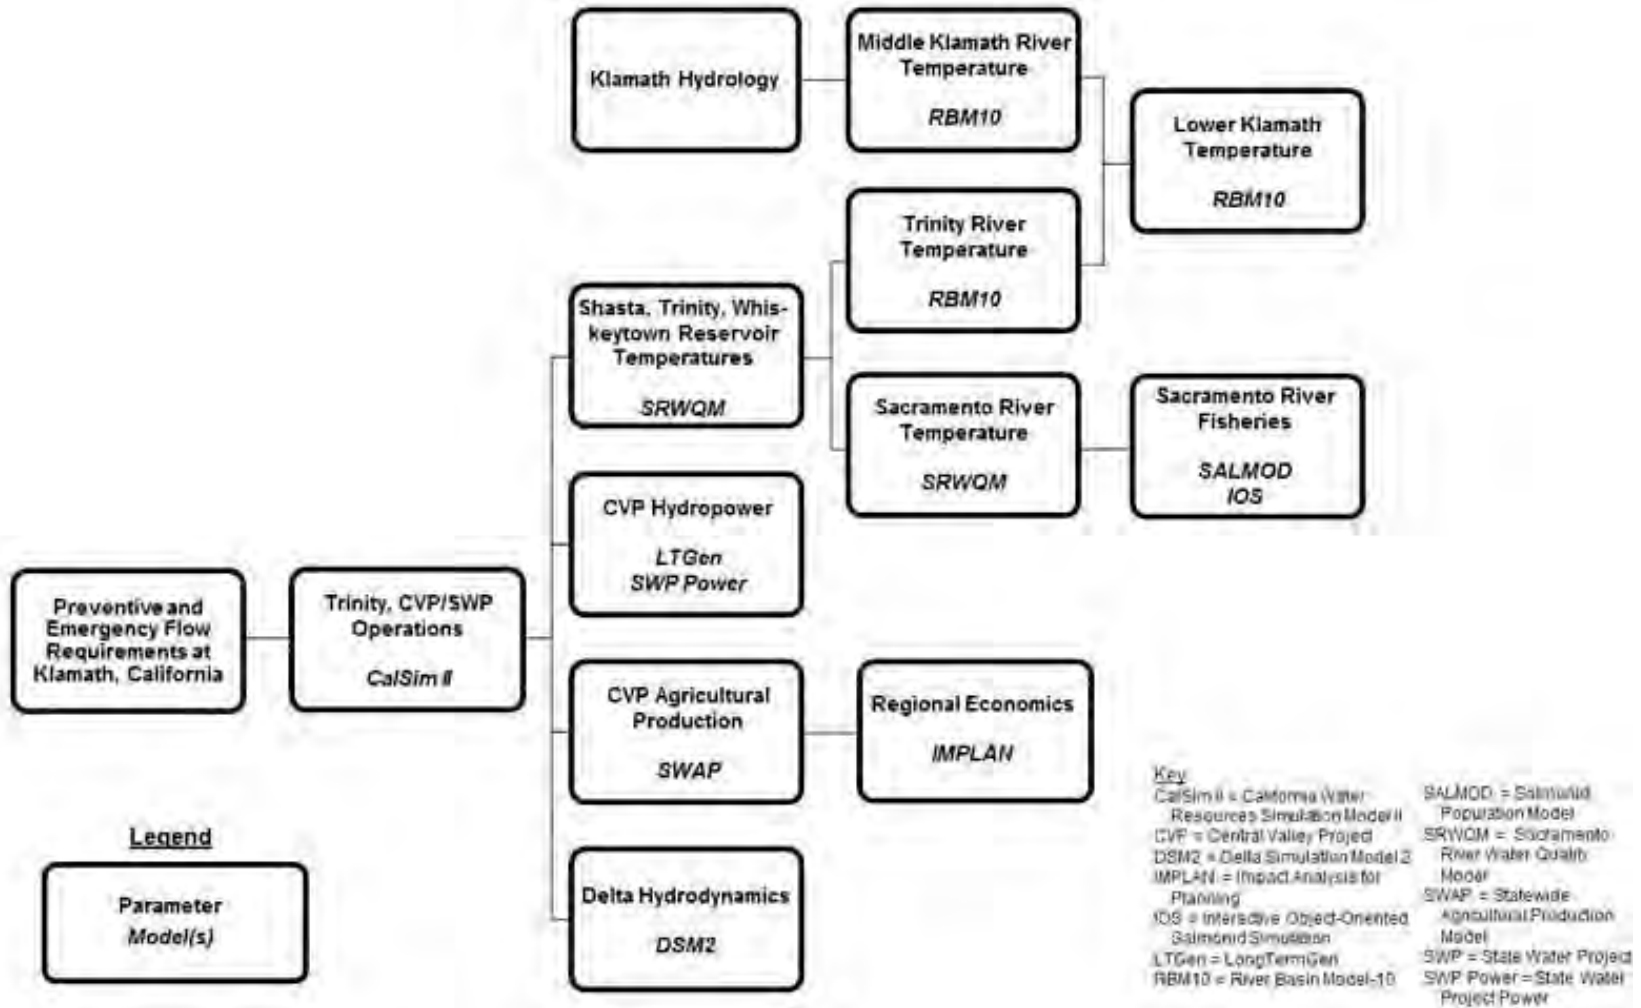 Klamath Hydrology
Middle Klamath River
Temperature
RBM10
Lower Klamath
Temperature
RBM10
Trinity River
Temperature
RBM10
Shasta, Trinity, Whis-
keytown Reservoir
Temperatures
SRWQM
Sacramento River
Temperature
SRWQM
Sacramento River
Fisheries
SALMOD
IOS
CVP Hydropower
LTGen
SWP Power
Preventive and
Emergency Flow
Requirements at
Klamath, California
Trinity, CVP/SWP
Operations
CalSim II
CVP Agricultural
Production
SWAP
Regional Economics
IMPLAN
Delta Hydrodynamics
DSM2
Legend
Parameter
Model(s)
Key
CalSim II = California Water
Resources Simulation Model II
CVP = Central Valley Project
DSM2 = Delta Simulation Model 2
IMPLAN = Impact Analysis for
Planning
IOS = Interactive Object-Oriented
Salmonid Simulation
LTGen = LongTermGen
RBM10 = River Basin Model-10
SALMOD = Salmonid
Population Model
SRWQM = Sacramento
River Water Quality
Model
SWAP = Statewide
Agricultural Production
Model
SWP = State Water Project
SWP Power = State Water
Project Power